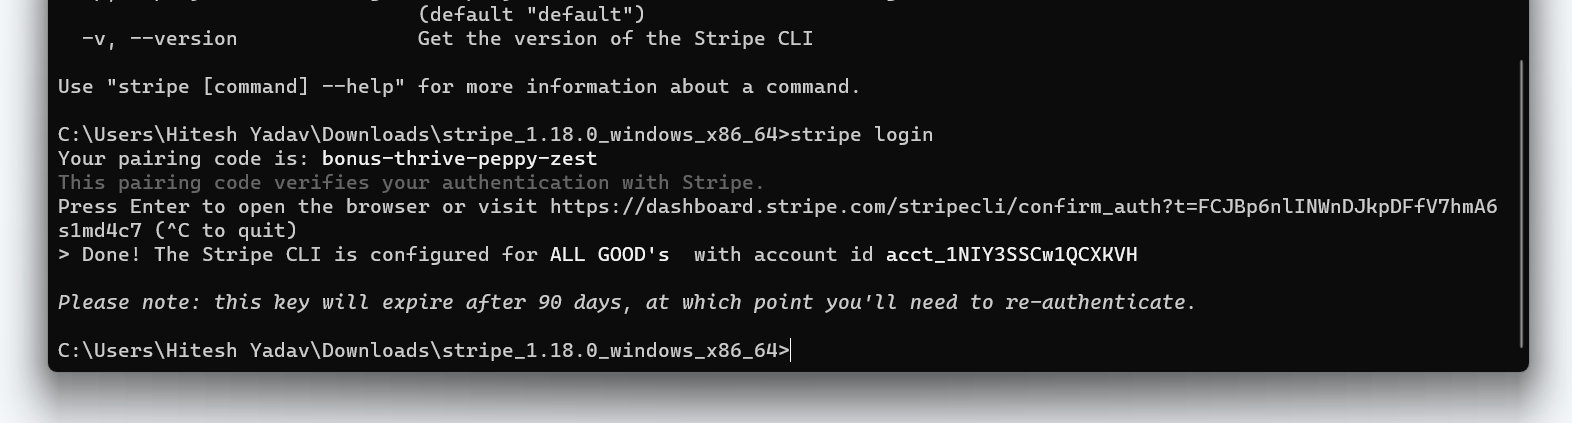 (default "default")
-v, --version Get the version of the Stripe CLI
Use "stripe [command] --help" for more information about a command.
C:\Users\Hitesh Yadav\Downloads\stripe_1.18.0_windows_x86_64>stripe login
Your pairing code is: bonus-thrive-peppy-zest
This pairing code verifies your authentication with Stripe.
Press Enter to open the browser or visit https://dashboard.stripe.com/stripecli/confirm_auth?t=FCJBp6nlINWnDJkpDFfV7hmA6
s1md4c7 (^C to quit)
> Done! The Stripe CLI is configured for ALL GOOD's  with account id acct_1NIY3SSCw1QCXKVH
Please note: this key will expire after 90 days, at which point you'll need to re-authenticate.
C:\Users\Hitesh Yadav\Downloads\stripe_1.18.0_windows_x86_64>